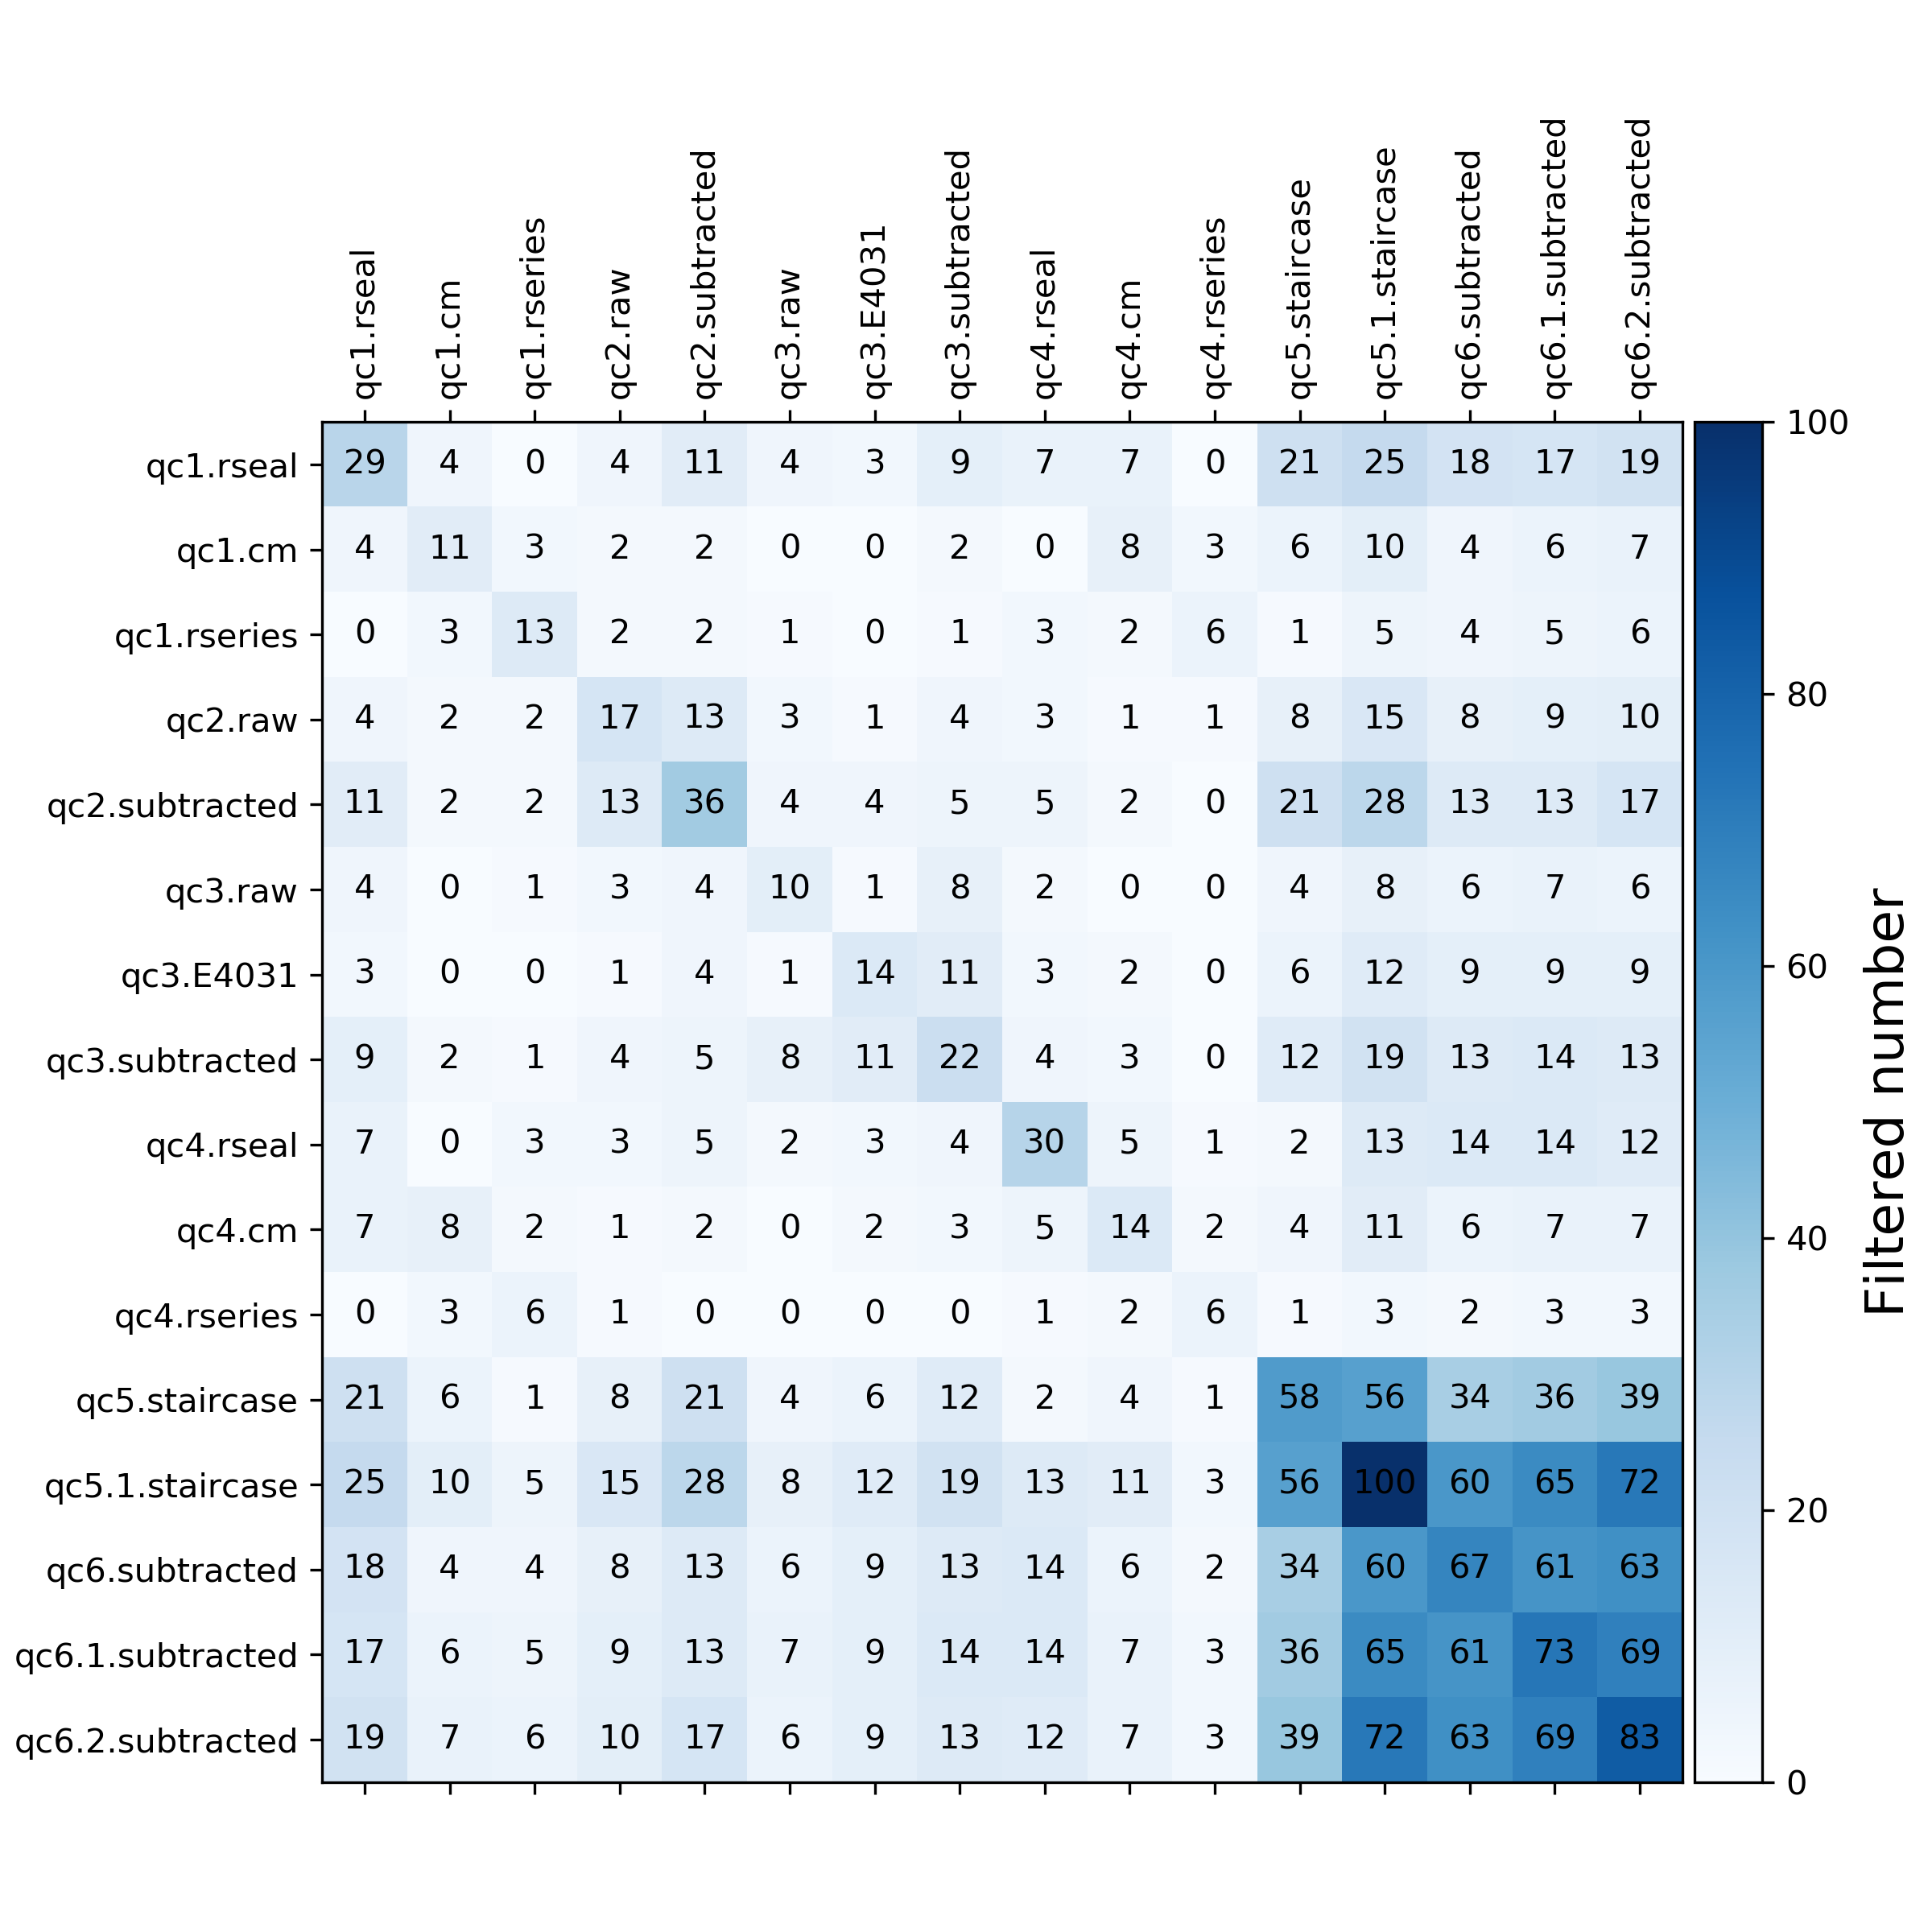 qc1.rseal
qc1.cm
qc1.rseries
qc2.raw
qc2.subtracted
qc3.raw
qc3.E4031
qc3.subtracted
qc4.rseal
qc4.cm
qc4.rseries
qc5.staircase
qc5.1.staircase
qc6.subtracted
qc6.1.subtracted
qc6.2.subtracted
qc1.rseal 29 4 0 4 11 4 3 9 7 7 0 21 25 18 17 19
qc1.cm 4 11 3 2 2 0 0 2 0 8 3 6 10 4 6 7
qc1.rseries 0 3 13 2 2 1 0 1 3 2 6 1 5 4 5 6
qc2.raw 4 2 2 17 13 3 1 4 3 1 1 8 15 8 9 10
qc2.subtracted 11 2 2 13 36 4 4 5 5 2 0 21 28 13 13 17
qc3.raw 4 0 1 3 4 10 1 8 2 0 0 4 8 6 7 6
qc3.E4031 3 0 0 1 4 1 14 11 3 2 0 6 12 9 9 9
qc3.subtracted 9 2 1 4 5 8 11 22 4 3 0 12 19 13 14 13
qc4.rseal 7 0 3 3 5 2 3 4 30 5 1 2 13 14 14 12
qc4.cm 7 8 2 1 2 0 2 3 5 14 2 4 11 6 7 7
qc4.rseries 0 3 6 1 0 0 0 0 1 2 6 1 3 2 3 3
qc5.staircase 21 6 1 8 21 4 6 12 2 4 1 58 56 34 36 39
qc5.1.staircase 25 10 5 15 28 8 12 19 13 11 3 56 100 60 65 72
qc6.subtracted 18 4 4 8 13 6 9 13 14 6 2 34 60 67 61 63
qc6.1.subtracted 17 6 5 9 13 7 9 14 14 7 3 36 65 61 73 69
qc6.2.subtracted 19 7 6 10 17 6 9 13 12 7 3 39 72 63 69 83
100
80
60
40
20
0
Filtered number